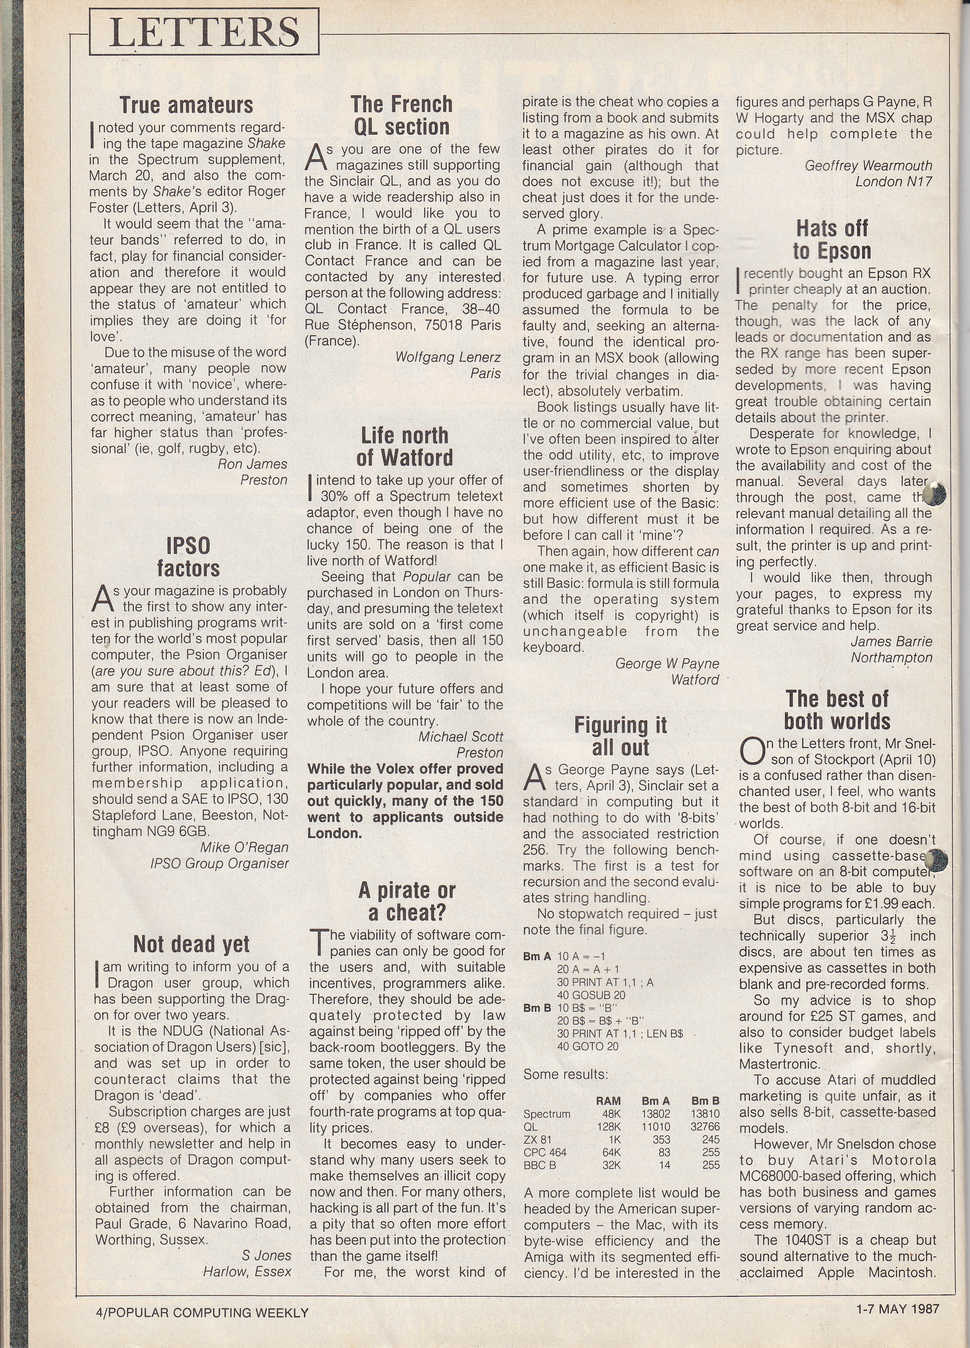 LETTERS
True amateurs
I noted your comments regard-
ing the tape magazine Shake
in the Spectrum supplement,
March 20, and also the com-
ments by Shake's editor Roger
Foster (Letters, April 3).
It would seem that the "ama-
teur bands" referred to do, in
fact, play for financial consider-
ation and therefore it would
appear they are not entitled to
the status of 'amateur' which
implies they are doing it 'for
love'.
Due to the misuse of the word
'amateur', many people now
confuse it with 'novice', where-
as to people who understand its
correct meaning, 'amateur' has
far higher status than 'profes-
sional' (ie, golf, rugby, etc).
Ron James
Preston
IPSO
factors
As your magazine is probably
the first to show any inter-
est in publishing programs writ-
ten for the world's most popular
computer, the Psion Organiser
(are you sure about this? Ed), I
am sure that at least some of
your readers will be pleased to
know that there is now an Inde-
pendent Psion Organiser user
group, IPSO. Anyone requiring
further information, including a
membership application,
should send a SAE to IPSO, 130
Stapleford Lane, Beeston, Not-
tingham NG9 6GB.
Mike O'Regan
IPSO Group Organiser
Not dead yet
I am writing to inform you of a
Dragon user group, which
has been supporting the Drag-
on for over two years.
It is the NDUG (National As-
sociation of Dragon Users) [sic],
and was set up in order to
counteract claims that the
Dragon is 'dead'.
Subscription charges are just
£8 (£9 overseas), for which a
monthly newsletter and help in
all aspects of Dragon comput-
ing is offered.
Further information can be
obtained from the chairman,
Paul Grade, 6 Navarino Road,
Worthing, Sussex.
S Jones
Harlow, Essex
The French
QL section
As you are one of the few
magazines still supporting
the Sinclair QL, and as you do
have a wide readership also in
France, I would like you to
mention the birth of a QL users
club in France. It is called QL
Contact France and can be
contacted by any interested
person at the following address:
QL Contact France, 38–40
Rue Stéphenson, 75018 Paris
(France).
Wolfgang Lenerz
Paris
Life north
of Watford
I intend to take up your offer of
30% off a Spectrum teletext
adaptor, even though I have no
chance of being one of the
lucky 150. The reason is that I
live north of Watford!
Seeing that Popular can be
purchased in London on Thurs-
day, and presuming the teletext
units are sold on a 'first come
first served' basis, then all 150
units will go to people in the
London area.
I hope your future offers and
competitions will be 'fair' to the
whole of the country.
Michael Scott
Preston
While the Volex offer proved
particularly popular, and sold
out quickly, many of the 150
went to applicants outside
London.
A pirate or
a cheat?
The viability of software com-
panies can only be good for
the users and, with suitable
incentives, programmers alike.
Therefore, they should be ade-
quately protected by law
against being 'ripped off' by the
back-room bootleggers. By the
same token, the user should be
protected against being 'ripped
off' by companies who offer
fourth-rate programs at top qua-
lity prices.
It becomes easy to under-
stand why many users seek to
make themselves an illicit copy
now and then. For many others,
hacking is all part of the fun. It's
a pity that so often more effort
has been put into the protection
than the game itself!
For me, the worst kind of
pirate is the cheat who copies a
listing from a book and submits
it to a magazine as his own. At
least other pirates do it for
financial gain (although that
does not excuse it!); but the
cheat just does it for the unde-
served glory.
A prime example is a Spec-
trum Mortgage Calculator I cop-
ied from a magazine last year,
for future use. A typing error
produced garbage and I initially
assumed the formula to be
faulty and, seeking an alterna-
tive, found the identical pro-
gram in an MSX book (allowing
for the trivial changes in dia-
lect), absolutely verbatim.
Book listings usually have lit-
tle or no commercial value, but
I've often been inspired to alter
the odd utility, etc, to improve
user-friendliness or the display
and sometimes shorten by
more efficient use of the Basic:
but how different must it be
before I can call it 'mine'?
Then again, how different can
one make it, as efficient Basic is
still Basic: formula is still formula
and the operating system
(which itself is copyright) is
unchangeable from the
keyboard.
George W Payne
Watford
Figuring it
all out
As George Payne says (Let-
ters, April 3), Sinclair set a
standard in computing but it
had nothing to do with '8-bits'
and the associated restriction
256. Try the following bench-
marks. The first is a test for
recursion and the second evalu-
ates string handling.
No stopwatch required – just
note the final figure.
Bm A 10 A = –1
20 A = A + 1
30 PRINT AT 1,1 ; A
40 GOSUB 20
Bm B 10 B$ = "B"
20 B$ = B$ + "B"
30 PRINT AT 1,1 ; LEN B$
40 GOTO 20
Some results:
RAM Bm A Bm B
Spectrum 48K 13802 13810
QL 128K 11010 32766
ZX 81 1K 353 245
CPC 464 64K 83 255
BBC B 32K 14 255
A more complete list would be
headed by the American super-
computers – the Mac, with its
byte-wise efficiency and the
Amiga with its segmented effi-
ciency. I'd be interested in the
figures and perhaps G Payne, R
W Hogarty and the MSX chap
could help complete the
picture.
Geoffrey Wearmouth
London N17
Hats off
to Epson
I recently bought an Epson RX
printer cheaply at an auction.
The penalty for the price,
though, was the lack of any
leads or documentation and as
the RX range has been super-
seded by more recent Epson
developments, I was having
great trouble obtaining certain
details about the printer.
Desperate for knowledge, I
wrote to Epson enquiring about
the availability and cost of the
manual. Several days later,
through the post, came
relevant manual detailing all the
information I required. As a re-
sult, the printer is up and print-
ing perfectly.
I would like then, through
your pages, to express my
grateful thanks to Epson for its
great service and help.
James Barrie
Northampton
The best of
both worlds
On the Letters front, Mr Snel-
son of Stockport (April 10)
is a confused rather than disen-
chanted user, I feel, who wants
the best of both 8-bit and 16-bit
worlds.
Of course, if one doesn't
mind using cassette-based
software on an 8-bit computer,
it is nice to be able to buy
simple programs for £1.99 each.
But discs, particularly the
technically superior 3½ inch
discs, are about ten times as
expensive as cassettes in both
blank and pre-recorded forms.
So my advice is to shop
around for £25 ST games, and
also to consider budget labels
like Tynesoft and, shortly,
Mastertronic.
To accuse Atari of muddled
marketing is quite unfair, as it
also sells 8-bit, cassette-based
models.
However, Mr Snelsdon chose
to buy Atari's Motorola
MC68000-based offering, which
has both business and games
versions of varying random ac-
cess memory.
The 1040ST is a cheap but
sound alternative to the much-
acclaimed Apple Macintosh.
4/POPULAR COMPUTING WEEKLY
1-7 MAY 1987